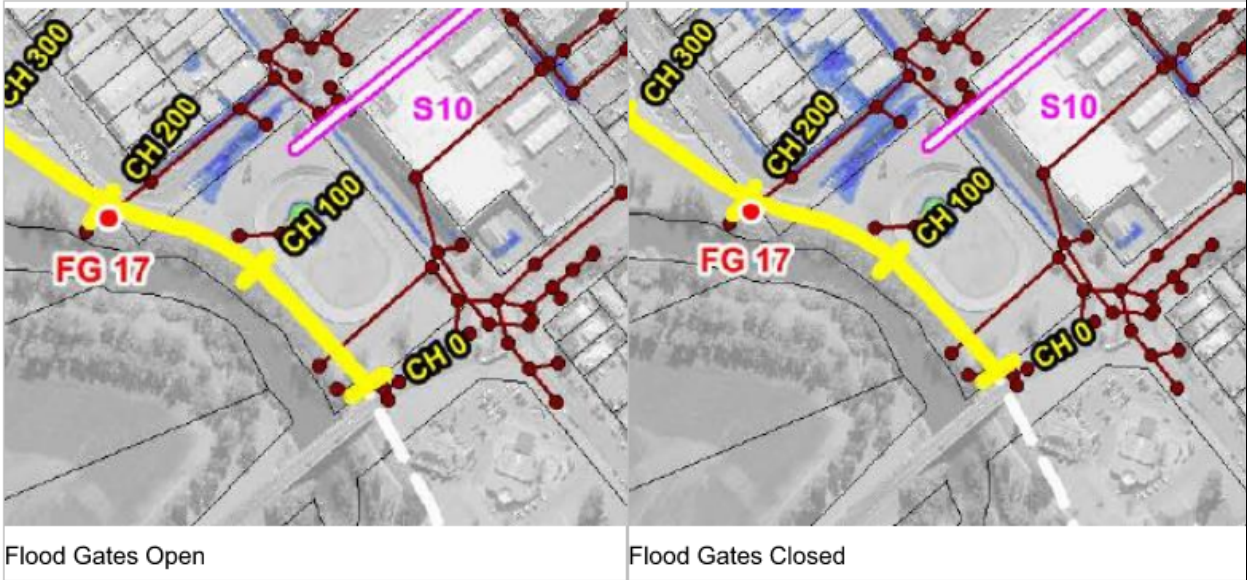 CH 300
CH 200
S10
CH 100
FG 17
CH 0
CH 300
CH 200
S10
CH 100
FG 17
CH 0
Flood Gates Open
Flood Gates Closed